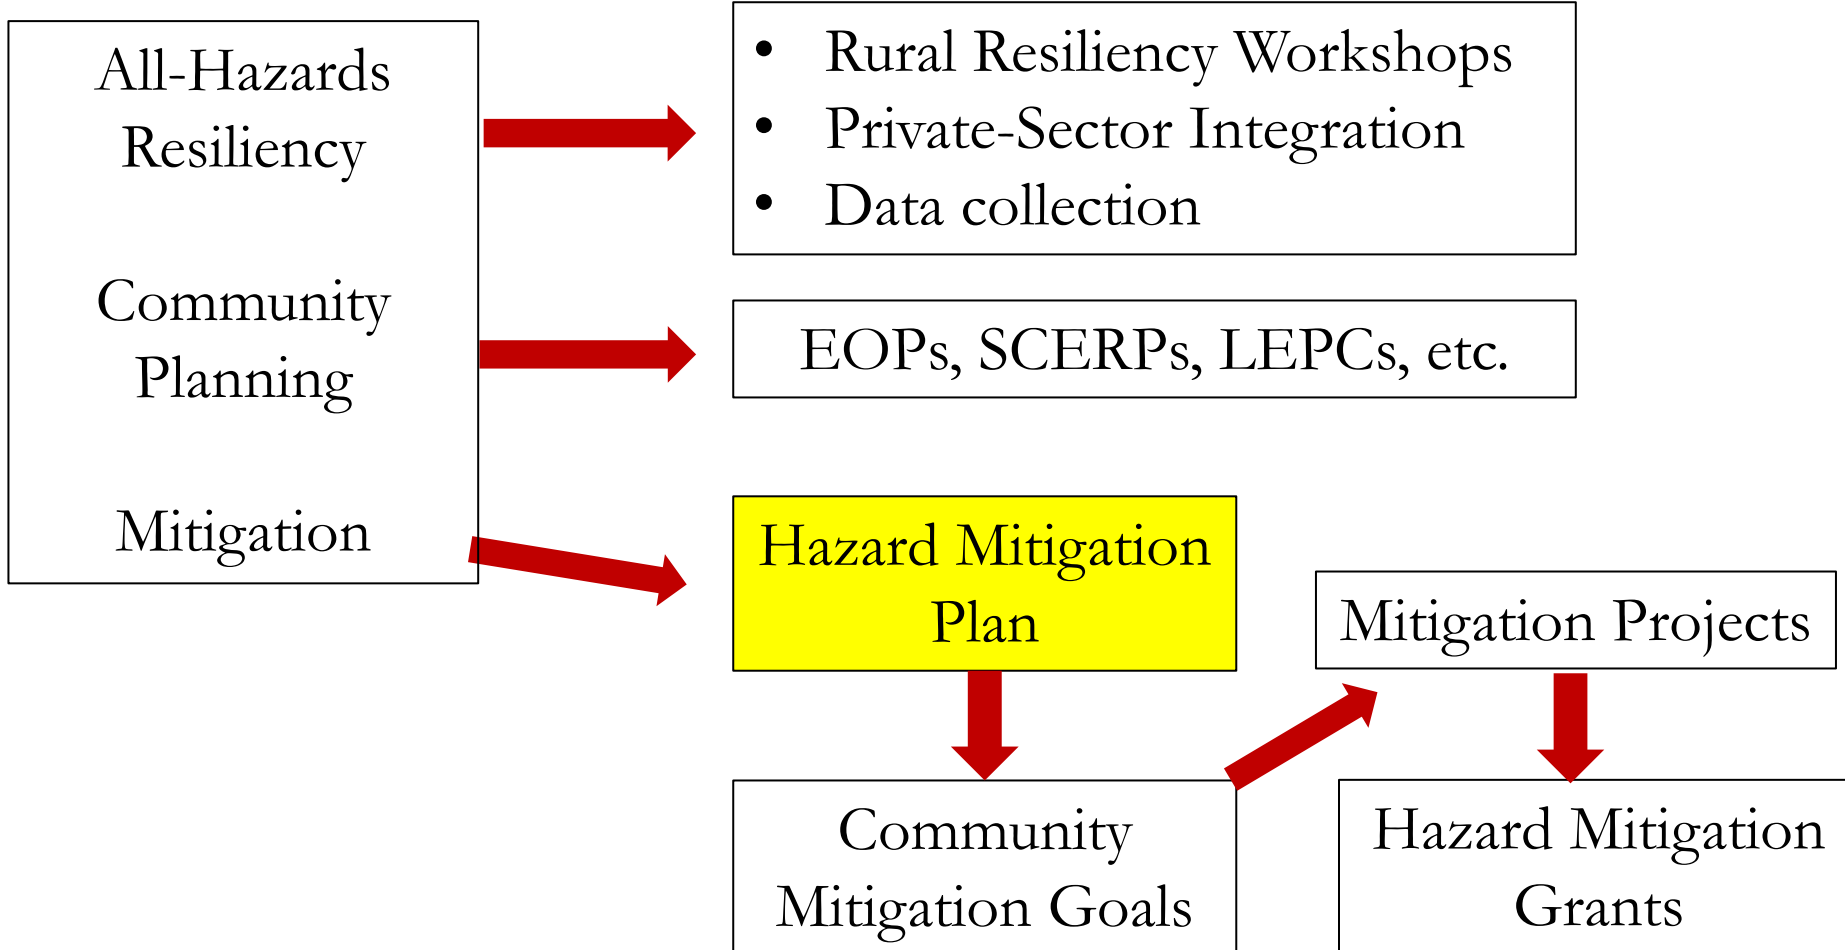 All-Hazards
Resiliency
Community
Planning
Mitigation
• Rural Resiliency Workshops
• Private-Sector Integration
• Data collection
EOPs, SCERPs, LEPCs, etc.
Hazard Mitigation
Plan
Mitigation Projects
Community
Mitigation Goals
Hazard Mitigation
Grants